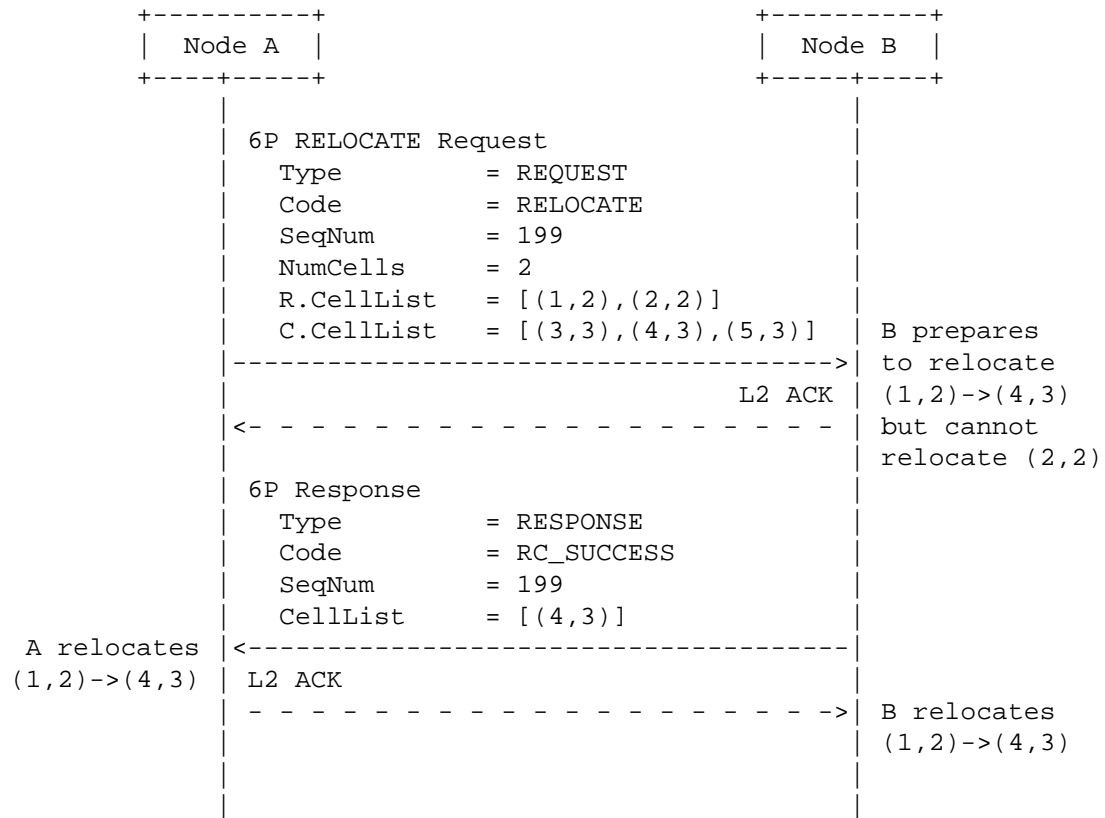 Node A Node B
6P RELOCATE Request
Type = REQUEST
Code = RELOCATE
SeqNum = 199
NumCells = 2
R.CellList = [(1,2),(2,2)]
C.CellList = [(3,3),(4,3),(5,3)] B prepares
to relocate
L2 ACK (1,2)->(4,3)
but cannot
relocate (2,2)
6P Response
Type = RESPONSE
Code = RC_SUCCESS
SeqNum = 199
CellList = [(4,3)]
A relocates
(1,2)->(4,3) L2 ACK
B relocates
(1,2)->(4,3)